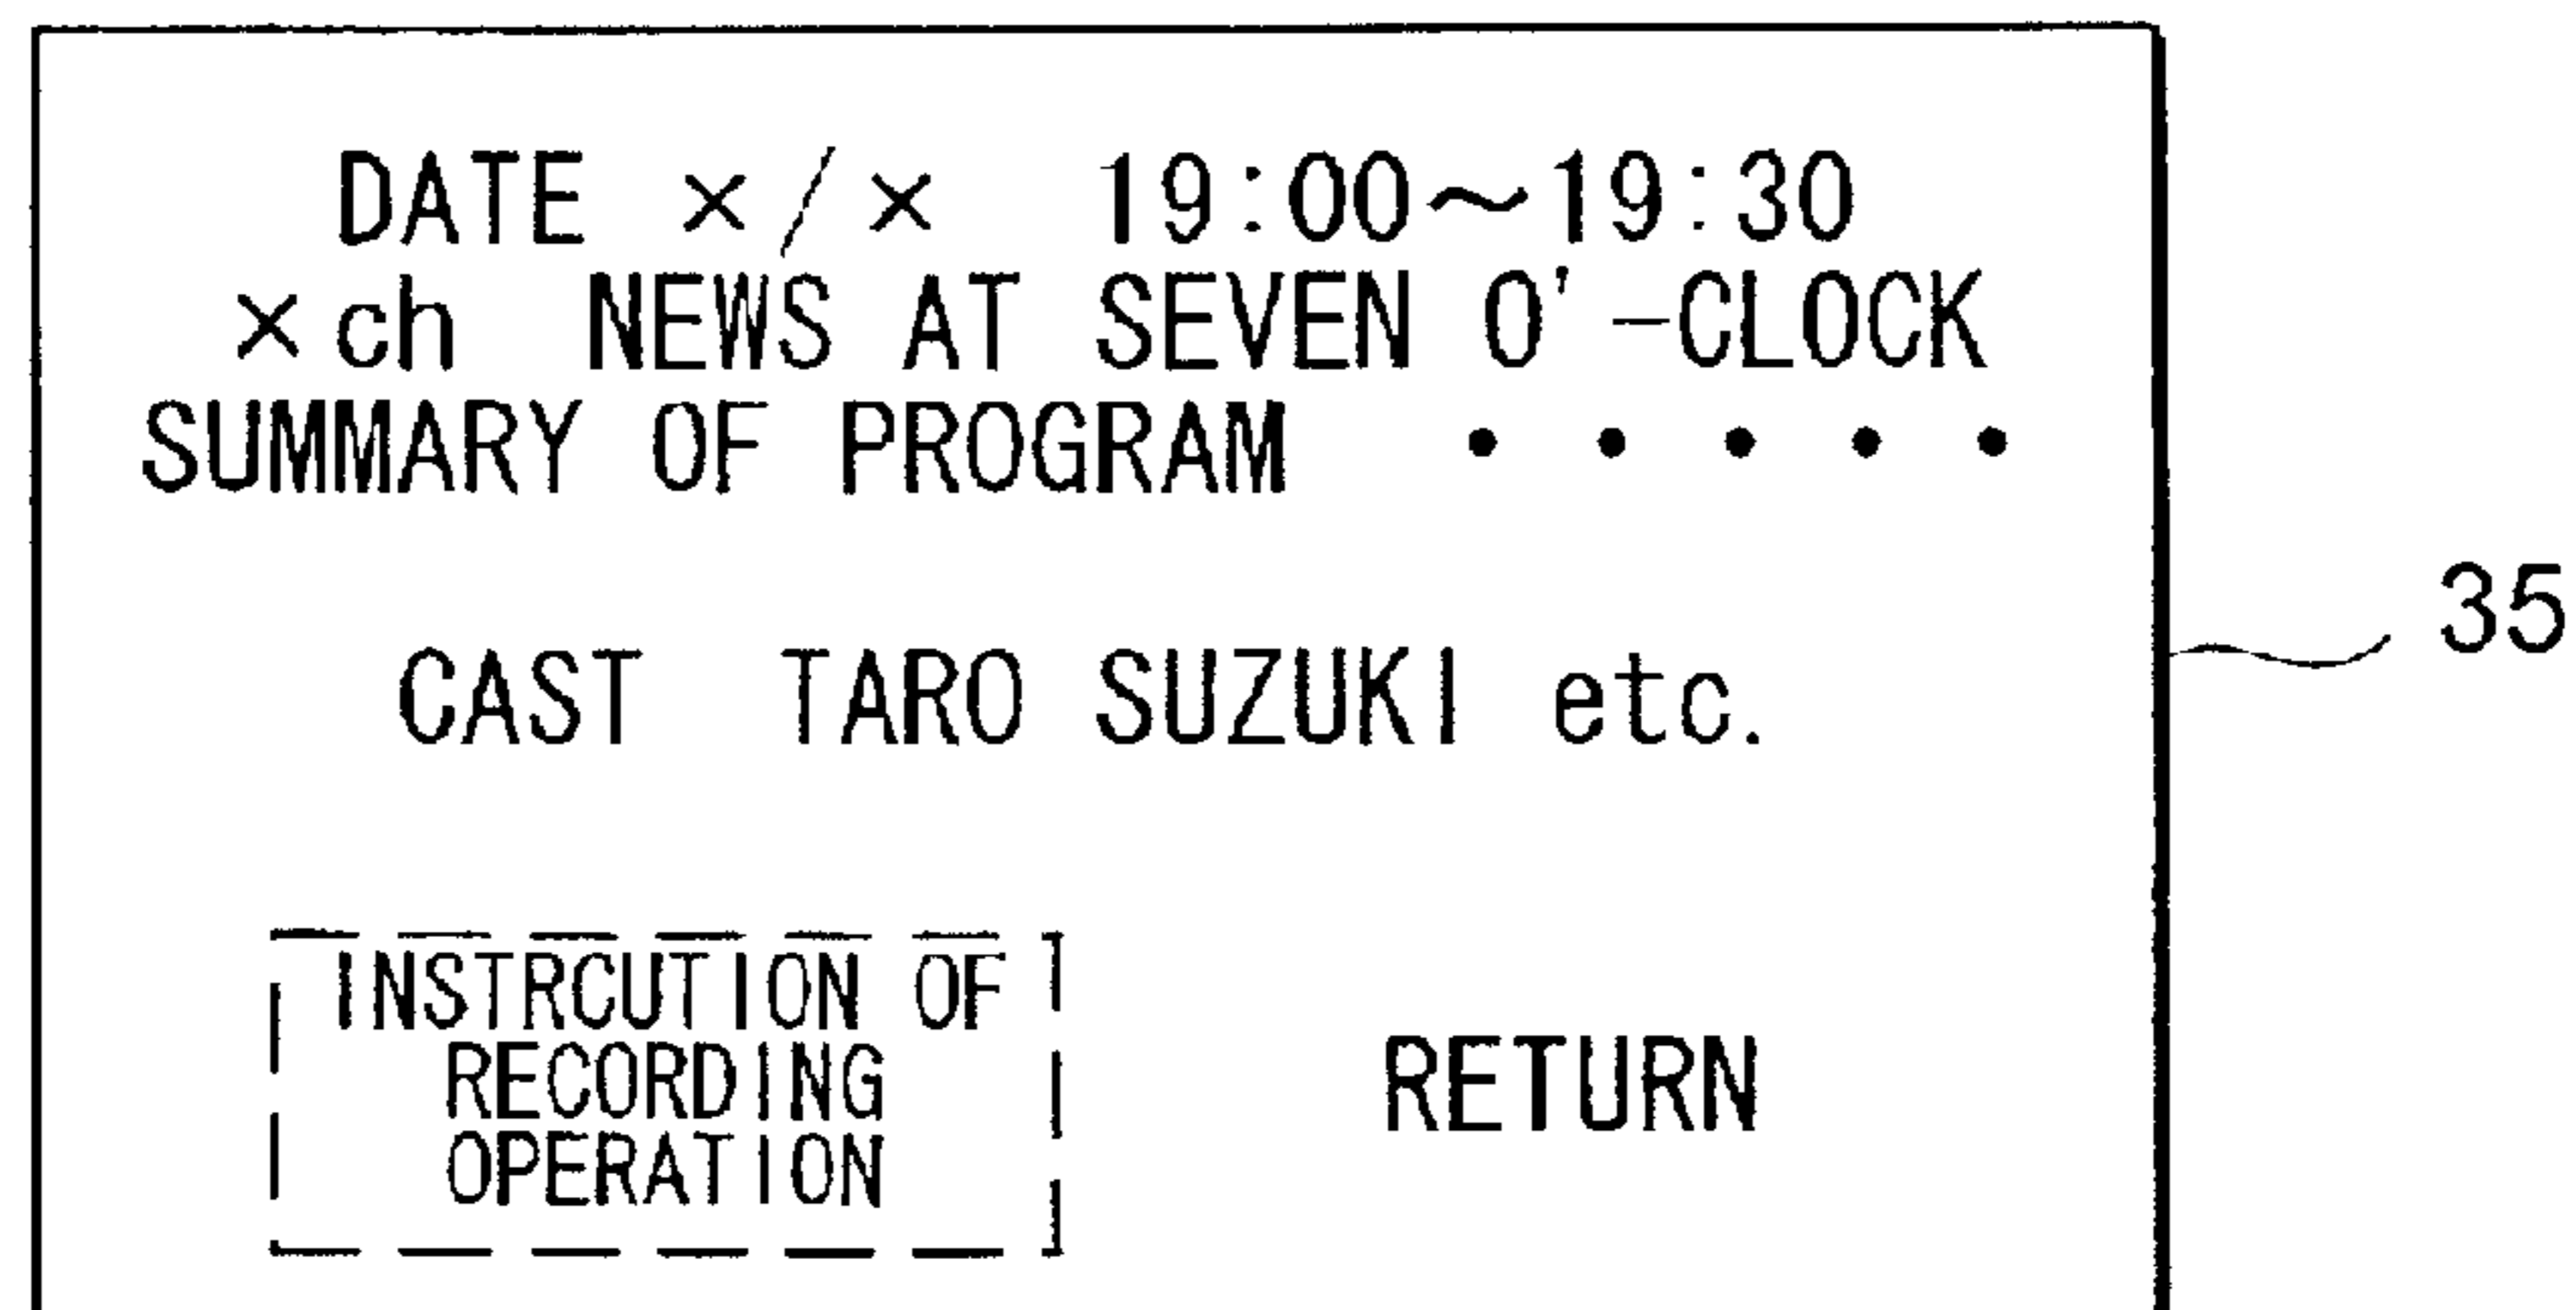 DATE ×/× 19:00～19:30
×ch NEWS AT SEVEN O'-CLOCK
SUMMARY OF PROGRAM ・・・・・
35
CAST TARO SUZUKI etc.
INSTRCUTION OF
RECORDING
OPERATION
RETURN